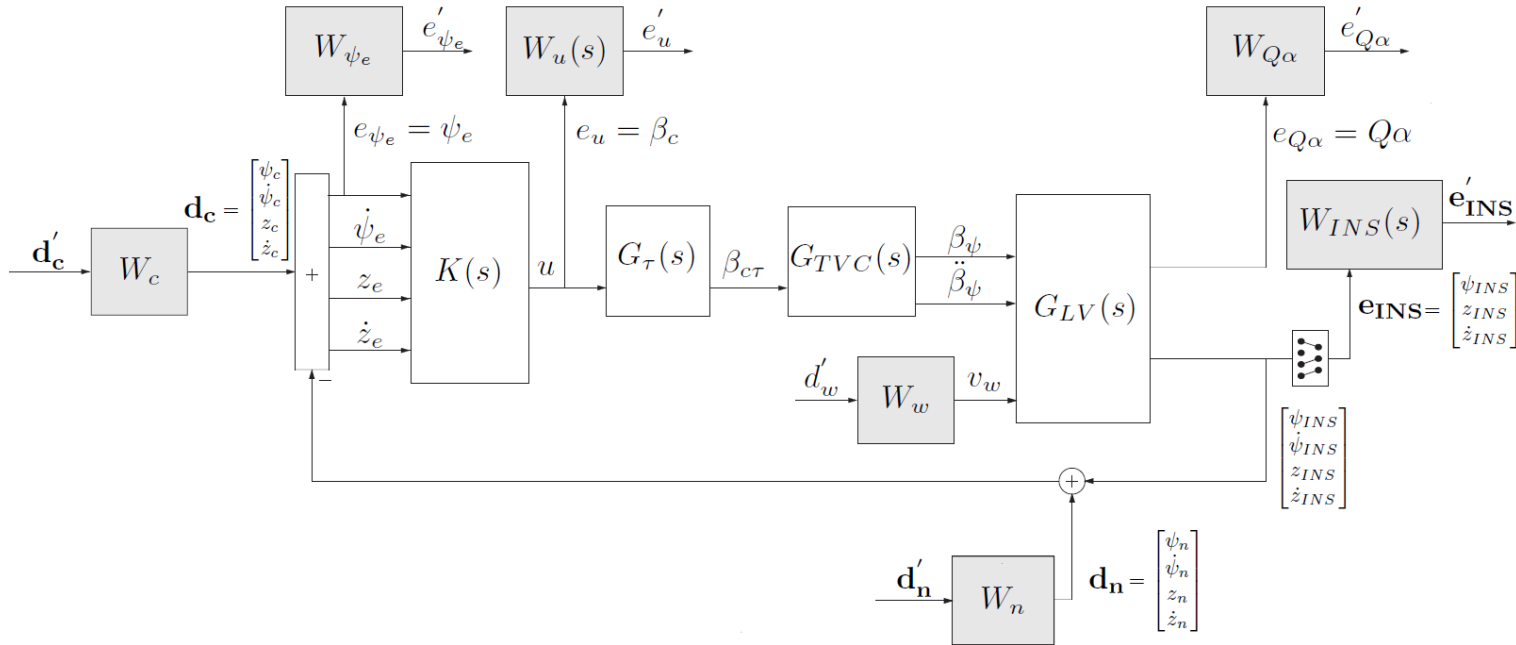 W_{ψ_e}
e'_{ψ_e}
W_u(s)
e'_u
W_{Qα}
e'_{Qα}
e_{ψ_e} = ψ_e
e_u = β_c
e_{Qα} = Qα
d'_c
W_c
d_c = [ψ_c ψ̇_c z_c ż_c]
+
−
ψ̇_e
z_e
ż_e
K(s)
u
G_τ(s)
β_{cτ}
G_{TVC}(s)
β_ψ
β̈_ψ
G_{LV}(s)
d'_w
W_w
v_w
W_{INS}(s)
e'_{INS}
e_{INS} = [ψ_{INS} z_{INS} ż_{INS}]
[ψ_{INS} ψ̇_{INS} z_{INS} ż_{INS}]
+
d'_n
W_n
d_n = [ψ_n ψ̇_n z_n ż_n]